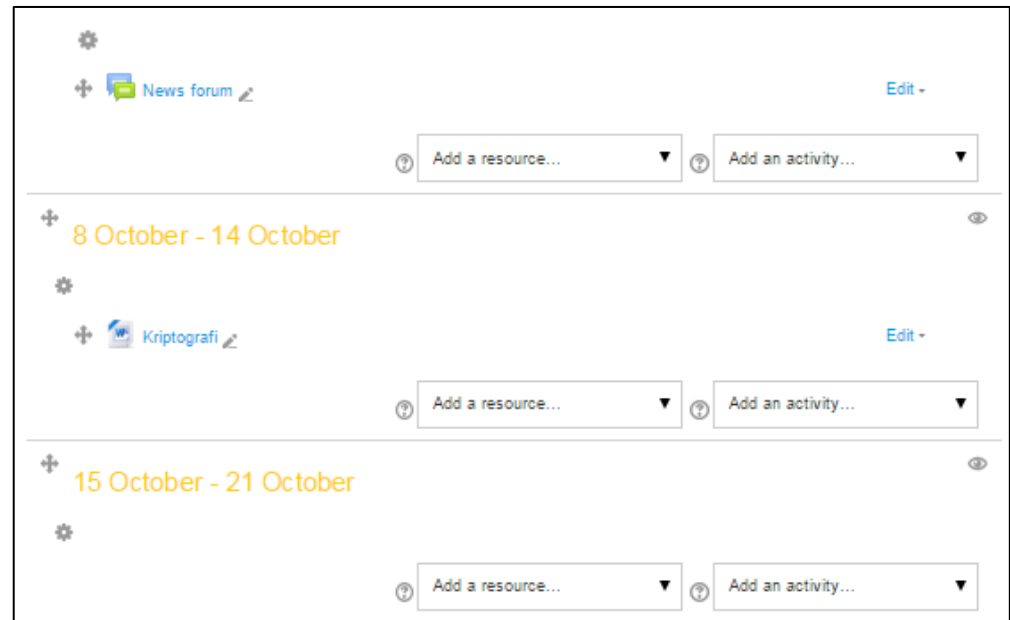 News forum Edit
Add a resource... Add an activity...
8 October - 14 October
Kriptografi Edit
Add a resource... Add an activity...
15 October - 21 October
Add a resource... Add an activity...